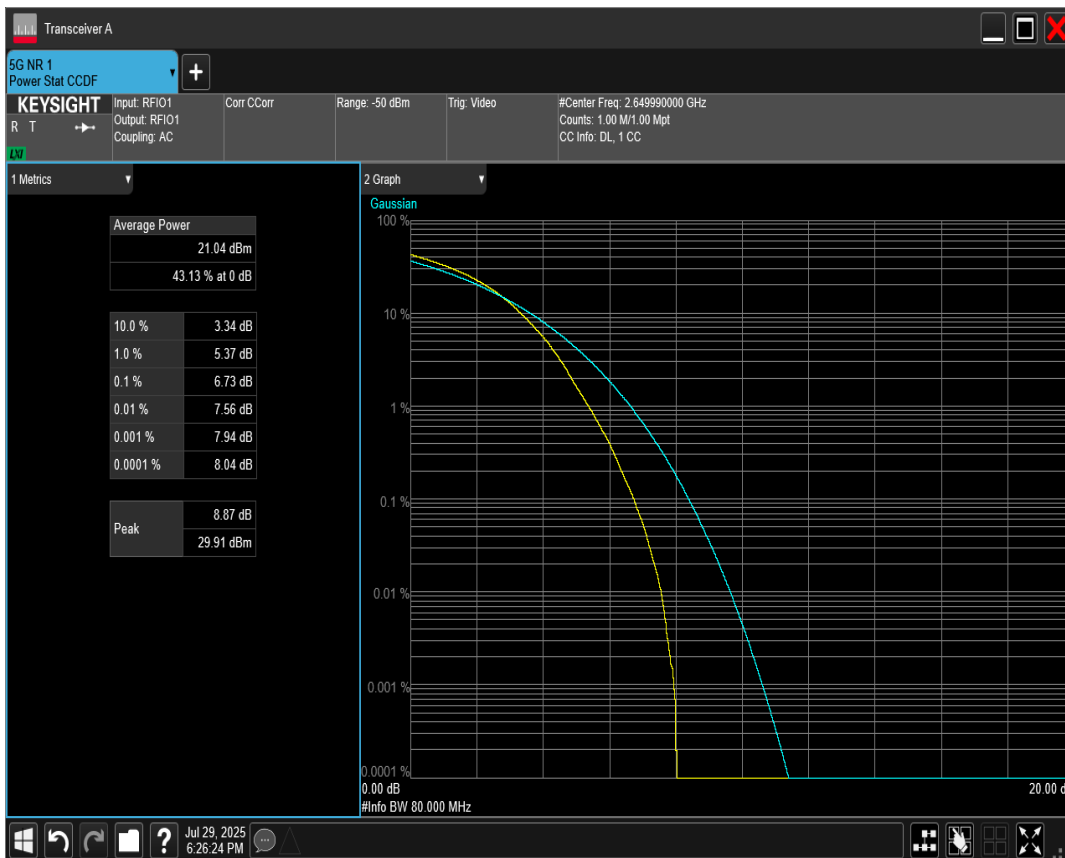 Transceiver A
5G NR 1
Power Stat CCDF
+
KEYSIGHT
R T
LXI
Input: RFIO1
Output: RFIO1
Coupling: AC
Corr CCorr
Range: -50 dBm
Trig: Video
#Center Freq: 2.649990000 GHz
Counts: 1.00 M/1.00 Mpt
CC Info: DL, 1 CC
1 Metrics
Average Power
21.04 dBm
43.13 % at 0 dB
10.0 % 3.34 dB
1.0 % 5.37 dB
0.1 % 6.73 dB
0.01 % 7.56 dB
0.001 % 7.94 dB
0.0001 % 8.04 dB
Peak
8.87 dB
29.91 dBm
2 Graph
Gaussian
100 %
10 %
1 %
0.1 %
0.01 %
0.001 %
0.0001 %
0.00 dB
20.00 d
#Info BW 80.000 MHz
?
Jul 29, 2025
6:26:24 PM